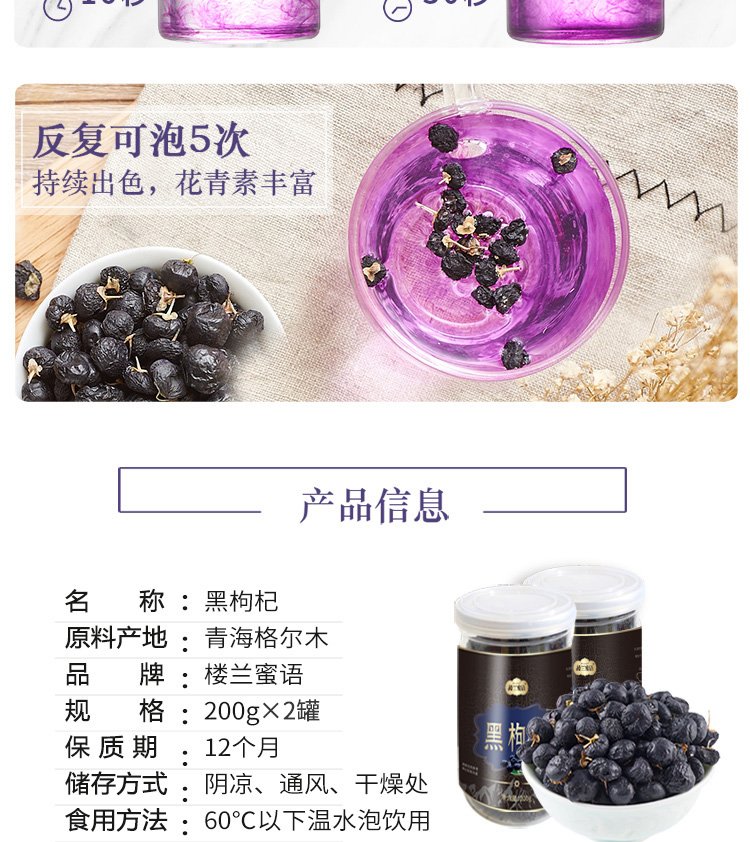 反复可泡5次
持续出色，花青素丰富
产品信息
名 称：黑枸杞
原料产地：青海格尔木
品 牌：楼兰蜜语
规 格：200g×2罐
保 质 期：12个月
储存方式：阴凉、通风、干燥处
食用方法：60℃以下温水泡饮用
黑枸